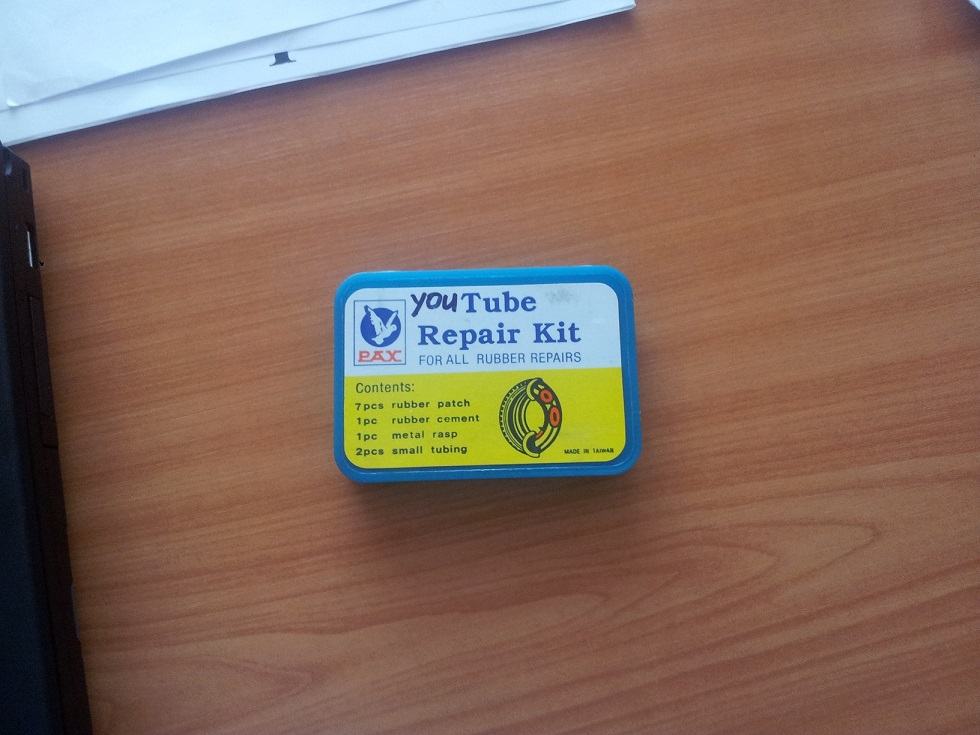 youTube
Repair Kit
PAX
FOR ALL RUBBER REPAIRS
Contents:
7pcs rubber patch
1pc rubber cement
1pc metal rasp
2pcs small tubing
MADE IN TAIWAN